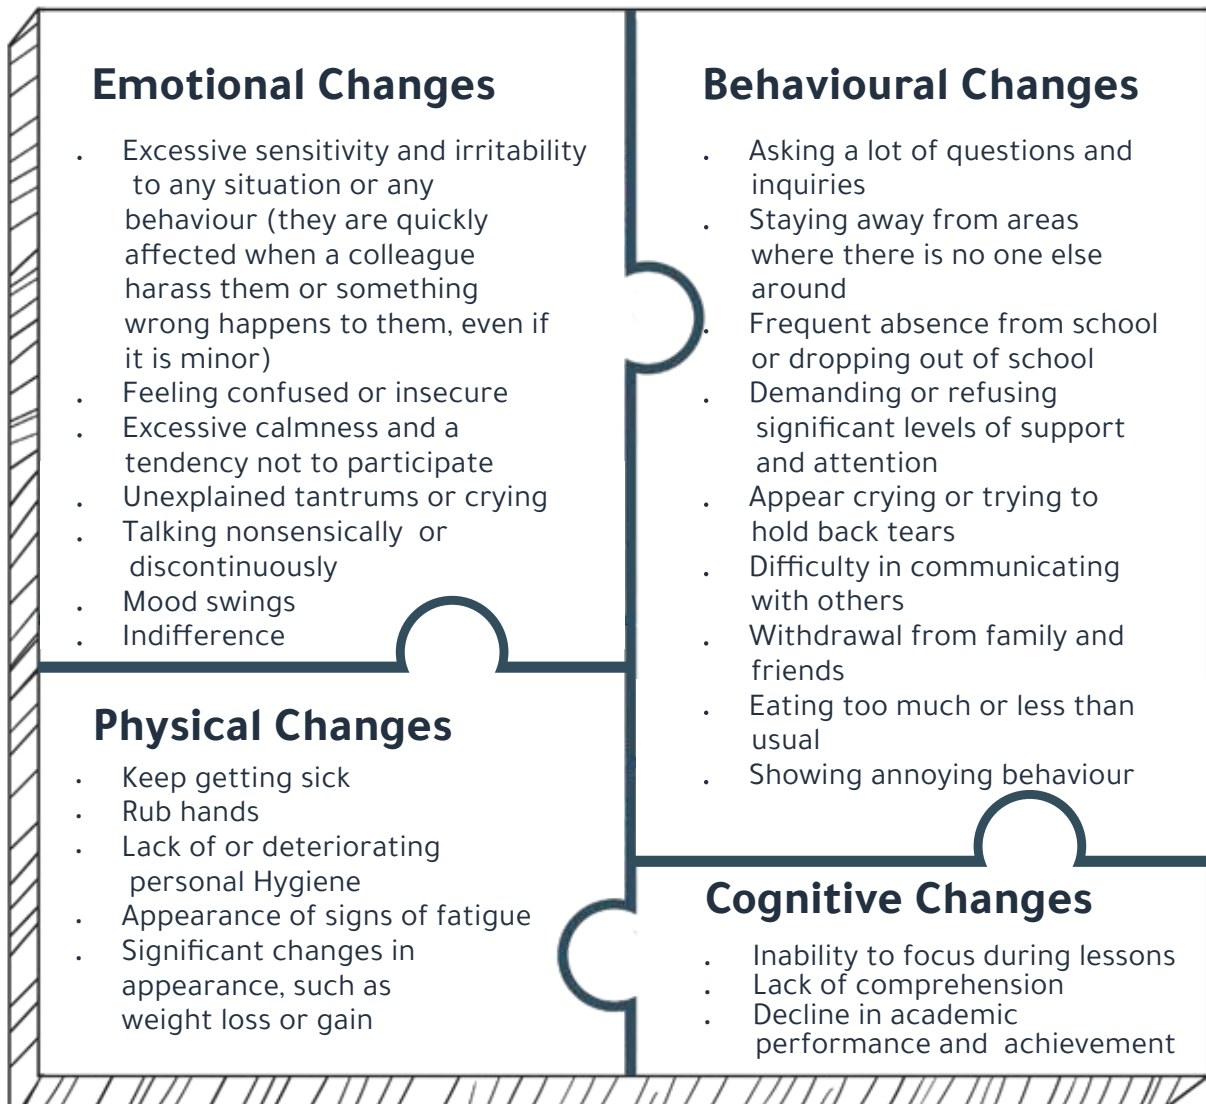 Emotional Changes
. Excessive sensitivity and irritability
to any situation or any
behaviour (they are quickly
affected when a colleague
harass them or something
wrong happens to them, even if
it is minor)
. Feeling confused or insecure
. Excessive calmness and a
tendency not to participate
. Unexplained tantrums or crying
. Talking nonsensically or
discontinuously
. Mood swings
. Indifference
Physical Changes
. Keep getting sick
. Rub hands
. Lack of or deteriorating
personal Hygiene
. Appearance of signs of fatigue
. Significant changes in
appearance, such as
weight loss or gain
Behavioural Changes
. Asking a lot of questions and
inquiries
. Staying away from areas
where there is no one else
around
. Frequent absence from school
or dropping out of school
. Demanding or refusing
significant levels of support
and attention
. Appear crying or trying to
hold back tears
. Difficulty in communicating
with others
. Withdrawal from family and
friends
. Eating too much or less than
usual
. Showing annoying behaviour
Cognitive Changes
. Inability to focus during lessons
. Lack of comprehension
. Decline in academic
performance and achievement